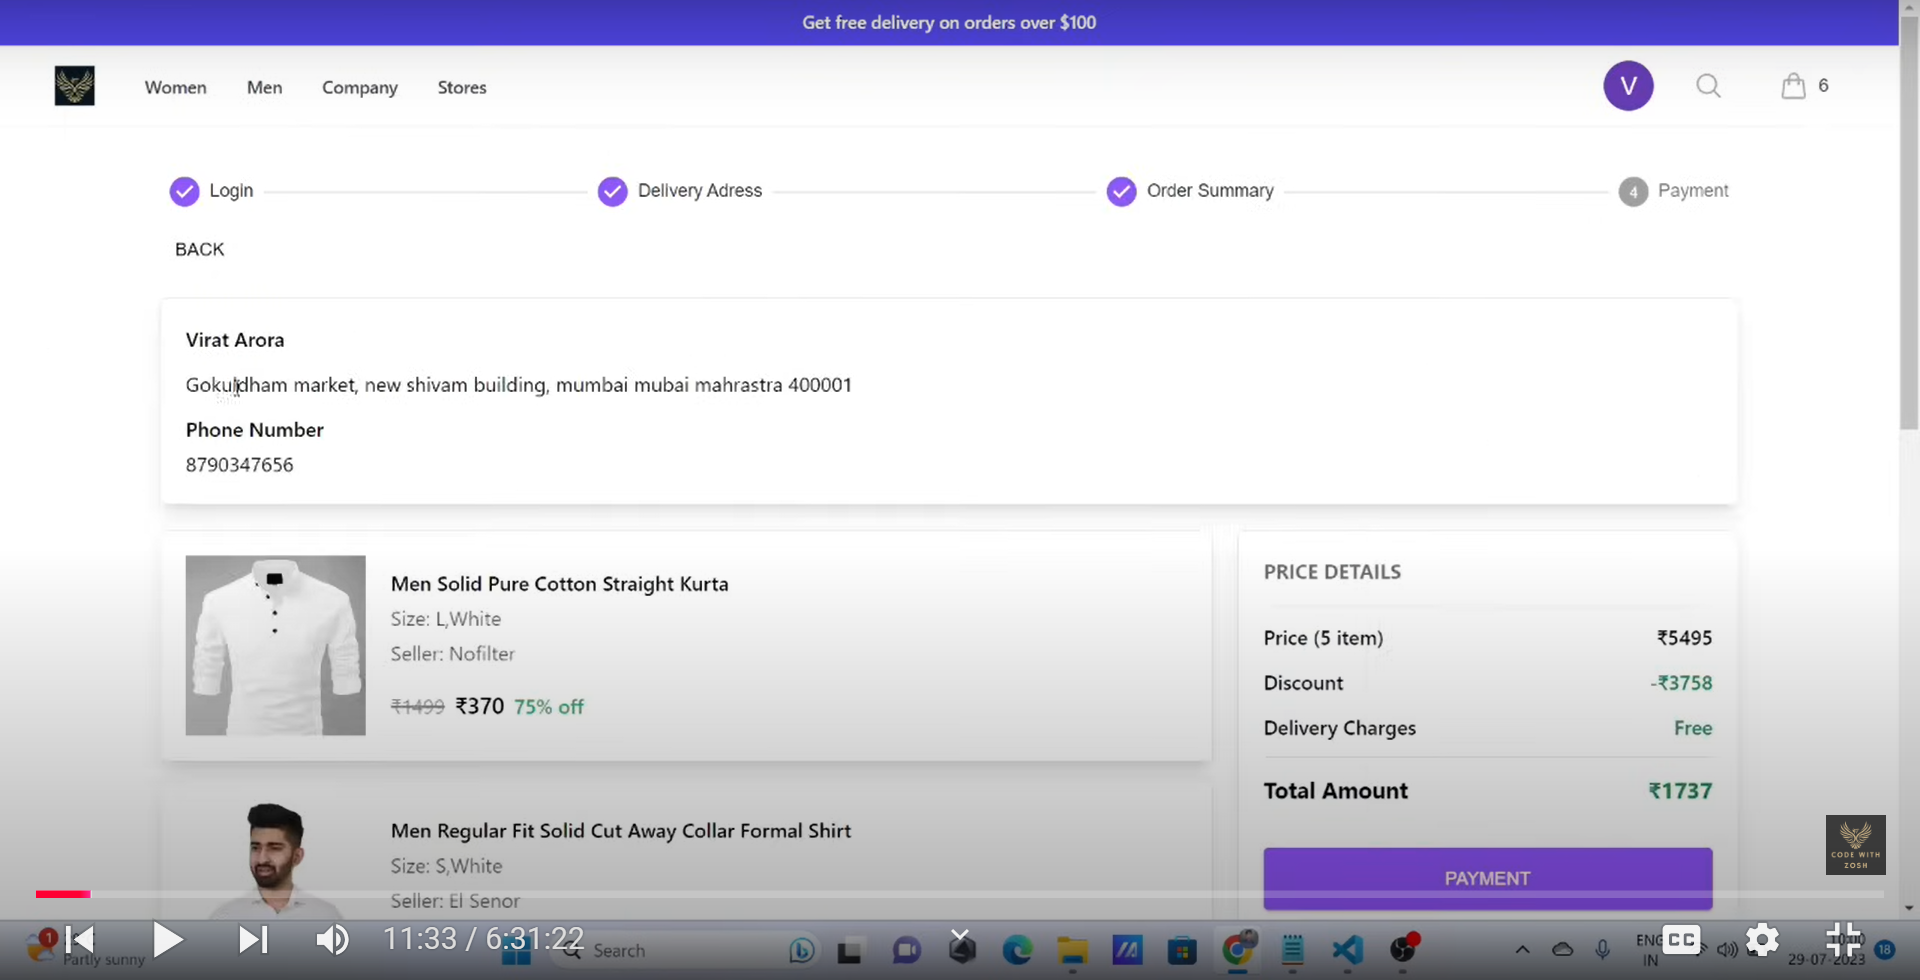 Get free delivery on orders over $100
Women Men Company Stores V 6
Login Delivery Adress Order Summary 4 Payment
BACK
Virat Arora
Gokuldham market, new shivam building, mumbai mubai mahrastra 400001
Phone Number
8790347656
Men Solid Pure Cotton Straight Kurta
Size: L,White
Seller: Nofilter
₹1499 ₹370 75% off
Men Regular Fit Solid Cut Away Collar Formal Shirt
Size: S,White
Seller: El Senor
PRICE DETAILS
Price (5 item) ₹5495
Discount -₹3758
Delivery Charges Free
Total Amount ₹1737
PAYMENT
CODE WITH
ZOSH
11:33 / 6:31:22
1
Partly sunny
Search
ENG
IN
CC
29-07-2023
18